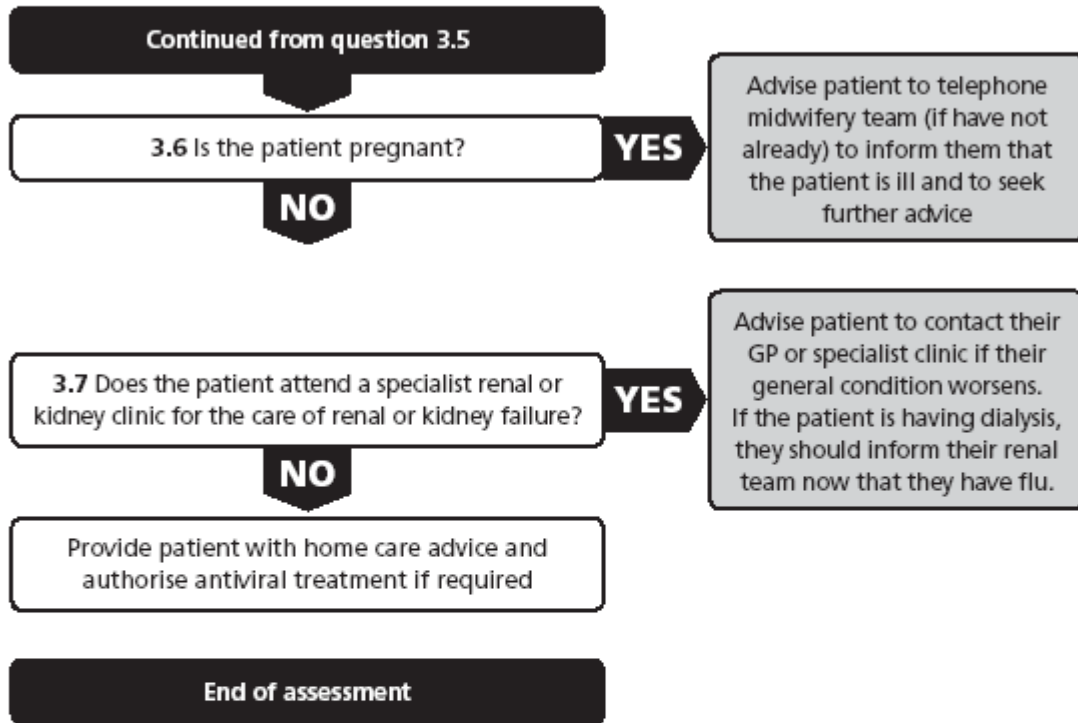 Continued from question 3.5
3.6 Is the patient pregnant?
YES
Advise patient to telephone
midwifery team (if have not
already) to inform them that
the patient is ill and to seek
further advice
NO
3.7 Does the patient attend a specialist renal or
kidney clinic for the care of renal or kidney failure?
YES
Advise patient to contact their
GP or specialist clinic if their
general condition worsens.
If the patient is having dialysis,
they should inform their renal
team now that they have flu.
NO
Provide patient with home care advice and
authorise antiviral treatment if required
End of assessment